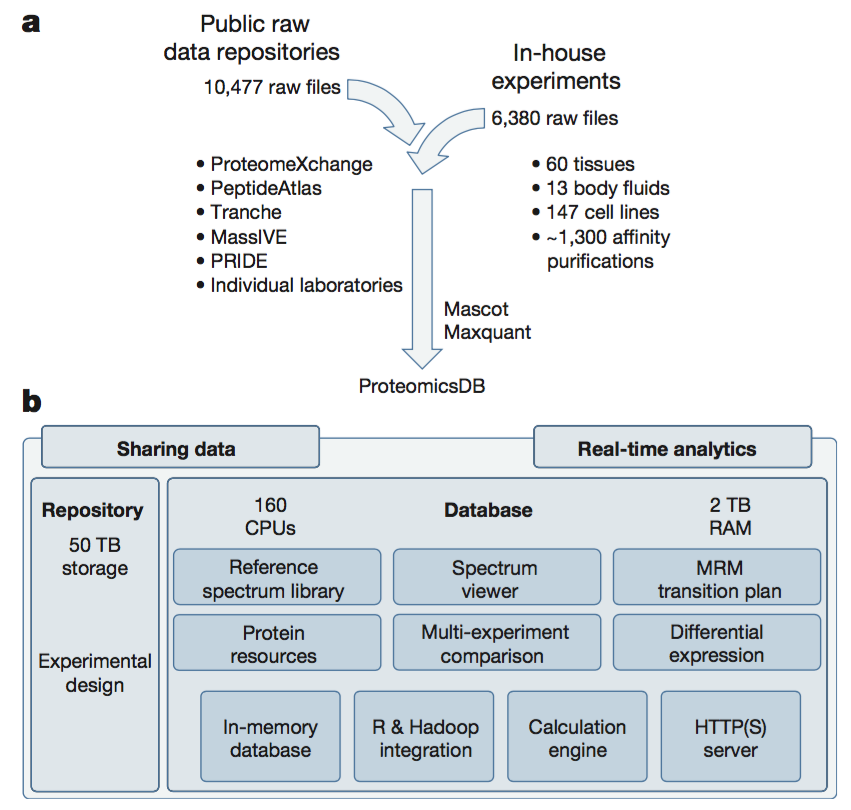 a
Public raw
data repositories
10,477 raw files
In-house
experiments
6,380 raw files
• ProteomeXchange
• PeptideAtlas
• Tranche
• MassIVE
• PRIDE
• Individual laboratories
• 60 tissues
• 13 body fluids
• 147 cell lines
• ~1,300 affinity
purifications
Mascot
Maxquant
ProteomicsDB
b
Sharing data
Real-time analytics
Repository
50 TB
storage
Experimental
design
160
CPUs
Database
2 TB
RAM
Reference
spectrum library
Spectrum
viewer
MRM
transition plan
Protein
resources
Multi-experiment
comparison
Differential
expression
In-memory
database
R & Hadoop
integration
Calculation
engine
HTTP(S)
server